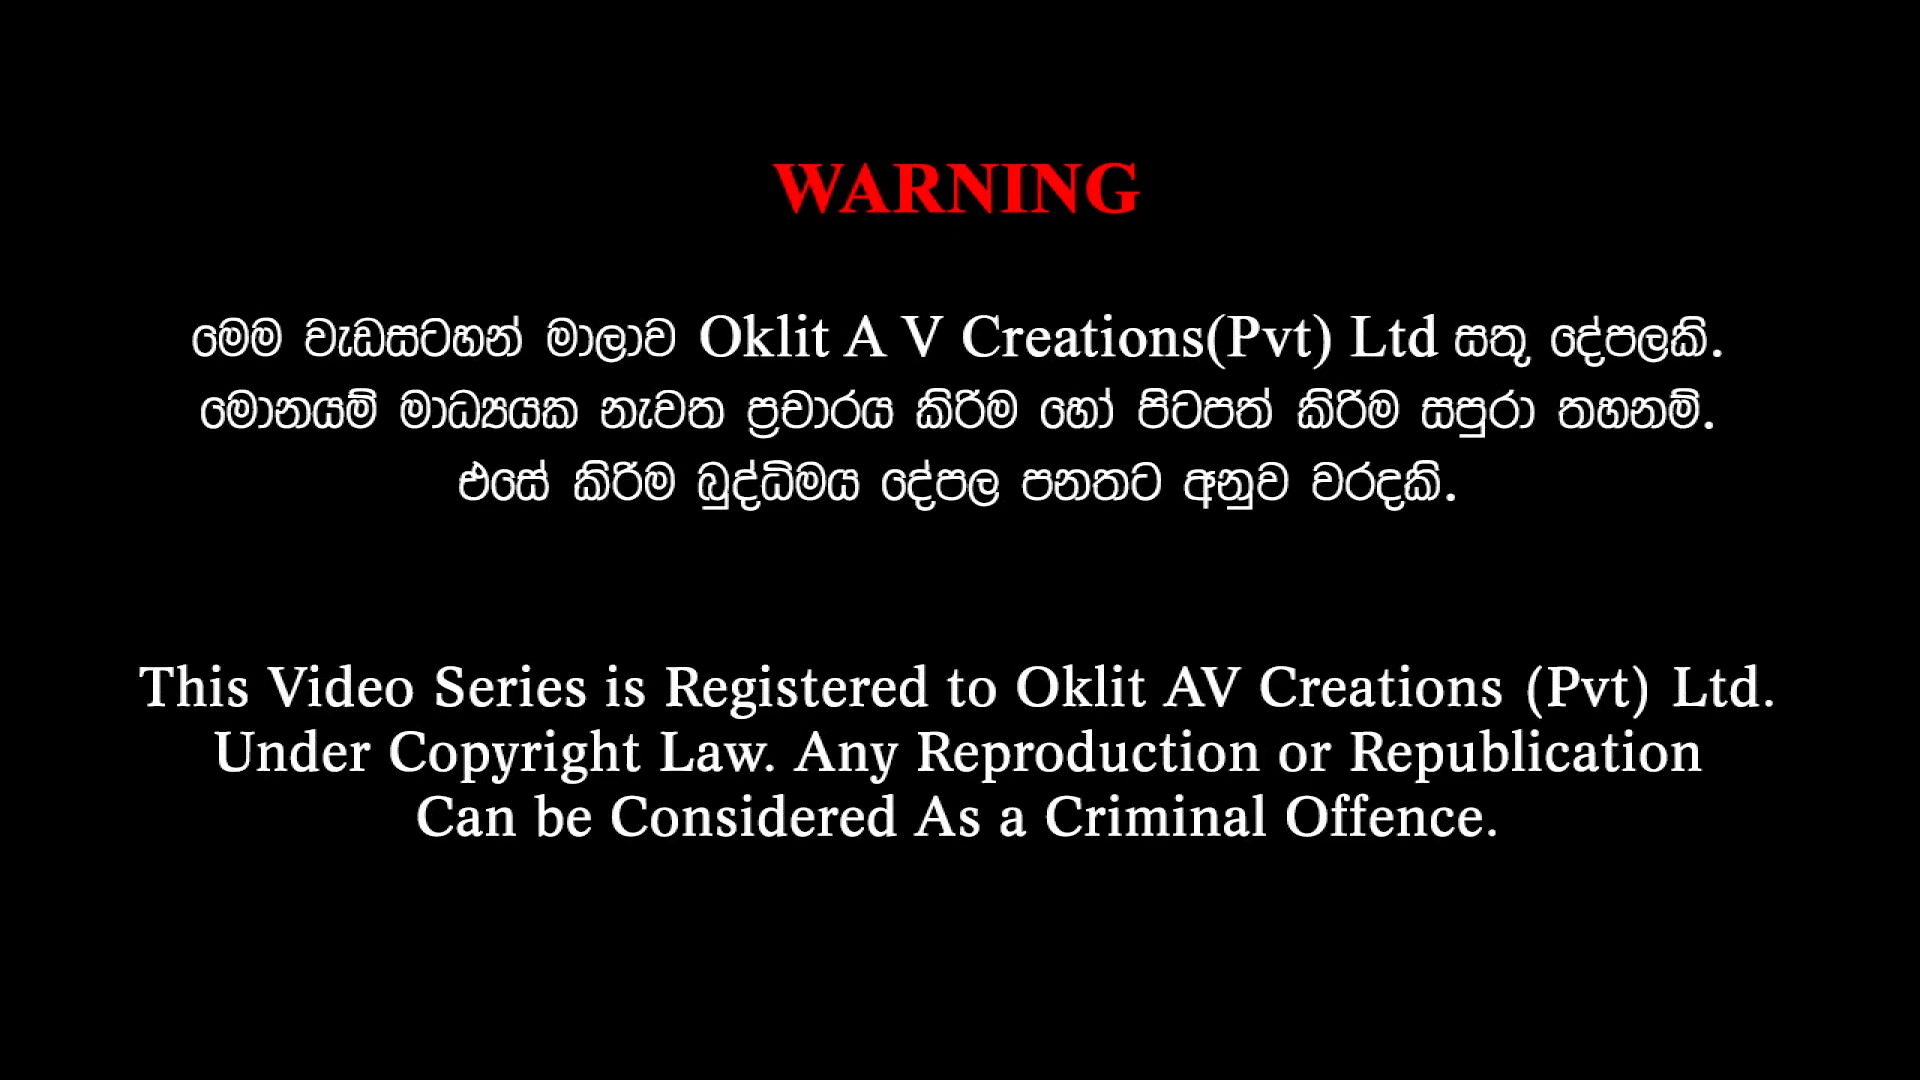 WARNING
මෙම වැඩසටහන් මාලාව Oklit A V Creations(Pvt) Ltd සතු දේපලකි.
මොනයම් මාධ්‍යයක නැවත ප්‍රචාරය කිරිම හෝ පිටපත් කිරිම සපුරා තහනම්.
එසේ කිරිම බුද්ධිමය දේපල පනතට අනුව වරදකි.
This Video Series is Registered to Oklit AV Creations (Pvt) Ltd.
Under Copyright Law. Any Reproduction or Republication
Can be Considered As a Criminal Offence.